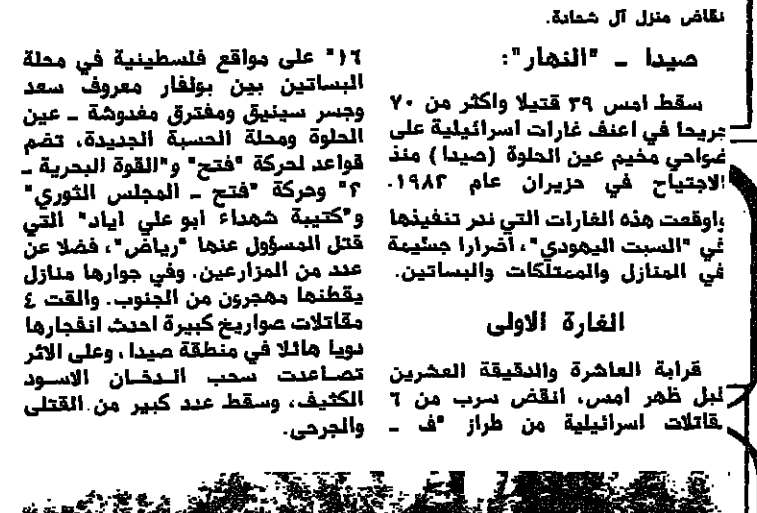 نقاض منزل آل شحادة.
صيدا ـ "النهار":
سقط امس ٣٩ قتيلا واكثر من ٧٠
جريحا في اعنف غارات اسرائيلية على
ضواحي مخيم عين الحلوة (صيدا) منذ
الاجتياح في حزيران عام ١٩٨٢.
واوقعت هذه الغارات التي ندر تنفيذها
في "السبت اليهودي"، اضرارا جسيمة
في المنازل والممتلكات والبساتين.
الغارة الاولى
قرابة العاشرة والدقيقة العشرين
قبل ظهر امس، انقض سرب من ٦
مقاتلات اسرائيلية من طراز "ف ـ
١٦" على مواقع فلسطينية في محلة
البساتين بين بولفار معروف سعد
وجسر سينيق ومفترق مغدوشة ـ عين
الحلوة ومحلة الحسبة الجديدة، تضم
قواعد لحركة "فتح" و"القوة البحرية ـ
٢" وحركة "فتح ـ المجلس الثوري"
و"كتيبة شهداء ابو علي اياد" التي
قتل المسؤول عنها "رياض"، فضلا عن
عدد من المزارعين. وفي جوارها منازل
يقطنها مهجرون من الجنوب. والقت ٤
مقاتلات صواريخ كبيرة احدث انفجارها
دويا هائلا في منطقة صيدا، وعلى الاثر
تصاعدت سحب الدخان الاسود
الكثيف، وسقط عدد كبير من القتلى
والجرحى.